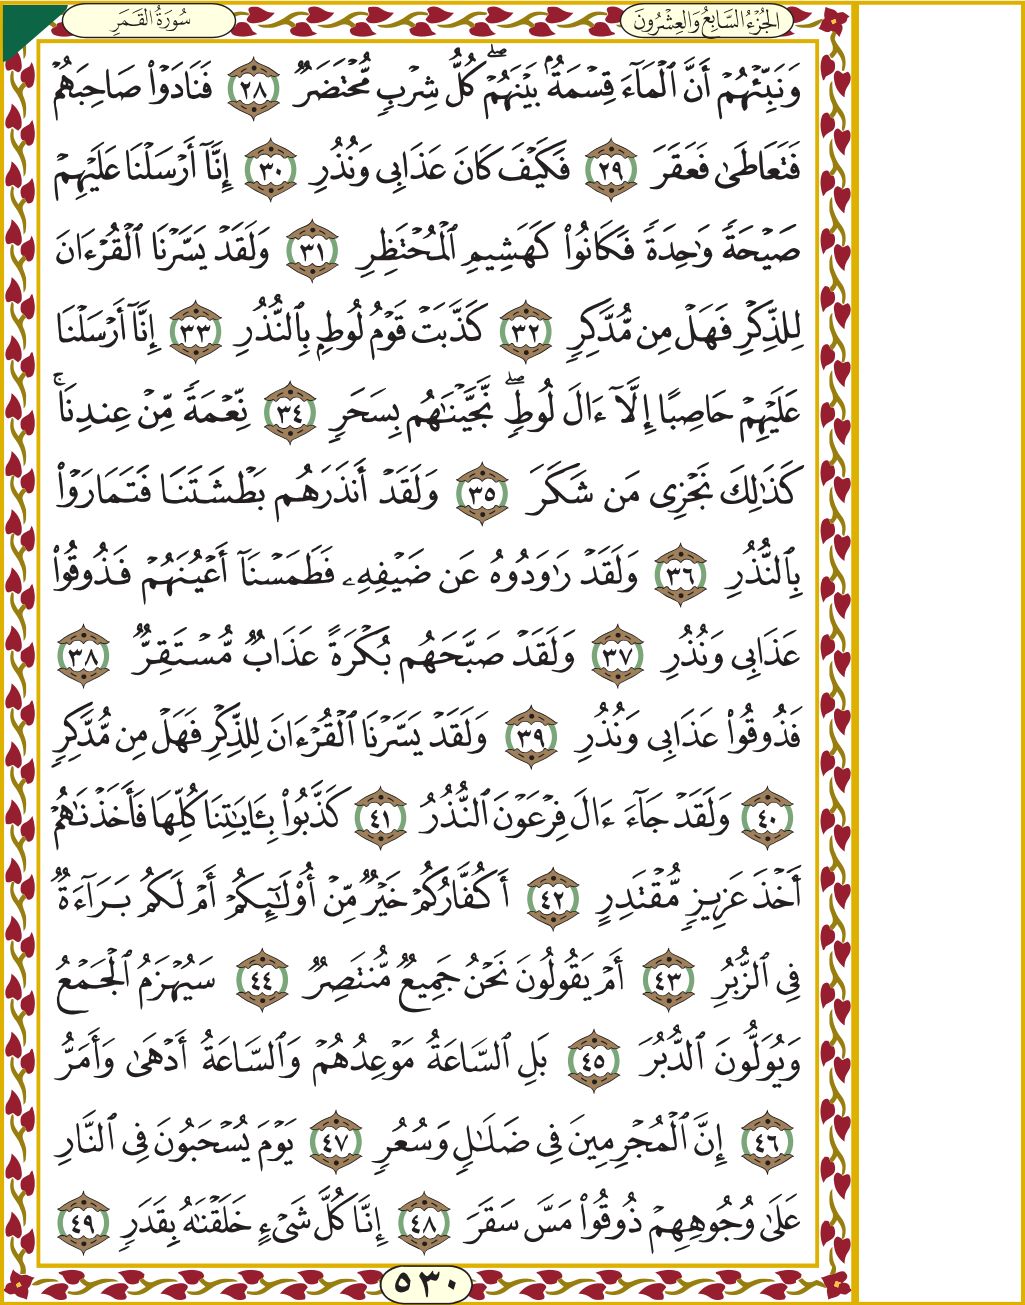 الجُزْءُ السَّابِعُ وَالعِشْرُونَ
سُورَةُ القَمَرِ
وَنَبِّئْهُمْ أَنَّ ٱلْمَآءَ قِسْمَةٌۢ بَيْنَهُمْ ۖ كُلُّ شِرْبٍ مُّحْتَضَرٌ ٢٨ فَنَادَوْا۟ صَاحِبَهُمْ
فَتَعَاطَىٰ فَعَقَرَ ٢٩ فَكَيْفَ كَانَ عَذَابِى وَنُذُرِ ٣٠ إِنَّآ أَرْسَلْنَا عَلَيْهِمْ
صَيْحَةً وَٰحِدَةً فَكَانُوا۟ كَهَشِيمِ ٱلْمُحْتَظِرِ ٣١ وَلَقَدْ يَسَّرْنَا ٱلْقُرْءَانَ
لِلذِّكْرِ فَهَلْ مِن مُّدَّكِرٍ ٣٢ كَذَّبَتْ قَوْمُ لُوطٍۭ بِٱلنُّذُرِ ٣٣ إِنَّآ أَرْسَلْنَا
عَلَيْهِمْ حَاصِبًا إِلَّآ ءَالَ لُوطٍ ۖ نَّجَّيْنَٰهُم بِسَحَرٍ ٣٤ نِّعْمَةً مِّنْ عِندِنَا ۚ
كَذَٰلِكَ نَجْزِى مَن شَكَرَ ٣٥ وَلَقَدْ أَنذَرَهُم بَطْشَتَنَا فَتَمَارَوْا۟
بِٱلنُّذُرِ ٣٦ وَلَقَدْ رَٰوَدُوهُ عَن ضَيْفِهِۦ فَطَمَسْنَآ أَعْيُنَهُمْ فَذُوقُوا۟
عَذَابِى وَنُذُرِ ٣٧ وَلَقَدْ صَبَّحَهُم بُكْرَةً عَذَابٌ مُّسْتَقِرٌّ ٣٨
فَذُوقُوا۟ عَذَابِى وَنُذُرِ ٣٩ وَلَقَدْ يَسَّرْنَا ٱلْقُرْءَانَ لِلذِّكْرِ فَهَلْ مِن مُّدَّكِرٍ
٤٠ وَلَقَدْ جَآءَ ءَالَ فِرْعَوْنَ ٱلنُّذُرُ ٤١ كَذَّبُوا۟ بِـَٔايَٰتِنَا كُلِّهَا فَأَخَذْنَٰهُمْ
أَخْذَ عَزِيزٍ مُّقْتَدِرٍ ٤٢ أَكُفَّارُكُمْ خَيْرٌ مِّنْ أُو۟لَٰٓئِكُمْ أَمْ لَكُم بَرَآءَةٌ
فِى ٱلزُّبُرِ ٤٣ أَمْ يَقُولُونَ نَحْنُ جَمِيعٌ مُّنتَصِرٌ ٤٤ سَيُهْزَمُ ٱلْجَمْعُ
وَيُوَلُّونَ ٱلدُّبُرَ ٤٥ بَلِ ٱلسَّاعَةُ مَوْعِدُهُمْ وَٱلسَّاعَةُ أَدْهَىٰ وَأَمَرُّ
٤٦ إِنَّ ٱلْمُجْرِمِينَ فِى ضَلَٰلٍ وَسُعُرٍ ٤٧ يَوْمَ يُسْحَبُونَ فِى ٱلنَّارِ
عَلَىٰ وُجُوهِهِمْ ذُوقُوا۟ مَسَّ سَقَرَ ٤٨ إِنَّا كُلَّ شَىْءٍ خَلَقْنَٰهُ بِقَدَرٍ ٤٩
٥٣٠